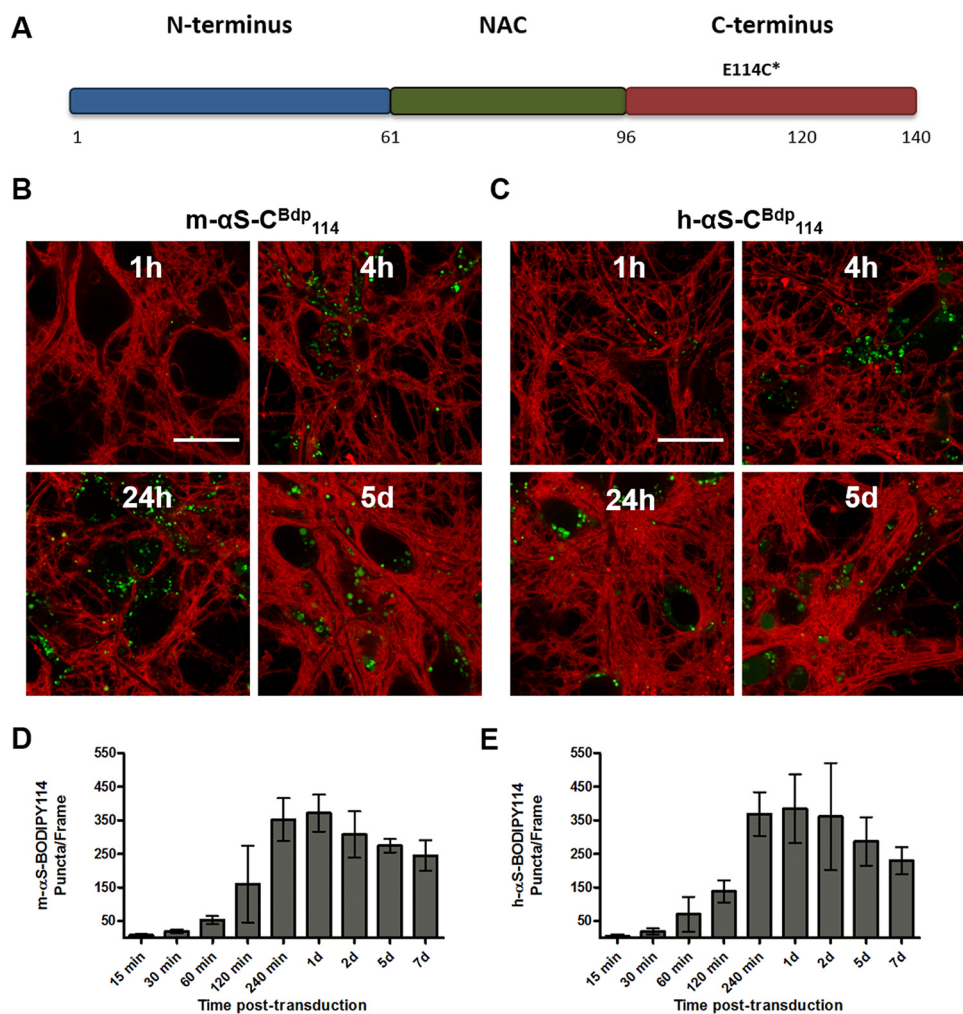 A
N-terminus NAC C-terminus
E114C*
1 61 96 120 140
B C
m-αS-C^Bdp_114 h-αS-C^Bdp_114
1h 4h 1h 4h
24h 5d 24h 5d
D
m-αS-BODIPY114
Puncta/Frame
550
450
350
250
150
50
15 min 30 min 60 min 120 min 240 min 1d 2d 5d 7d
Time post-transduction
E
h-αS-BODIPY114
Puncta/Frame
550
450
350
250
150
50
15 min 30 min 60 min 120 min 240 min 1d 2d 5d 7d
Time post-transduction